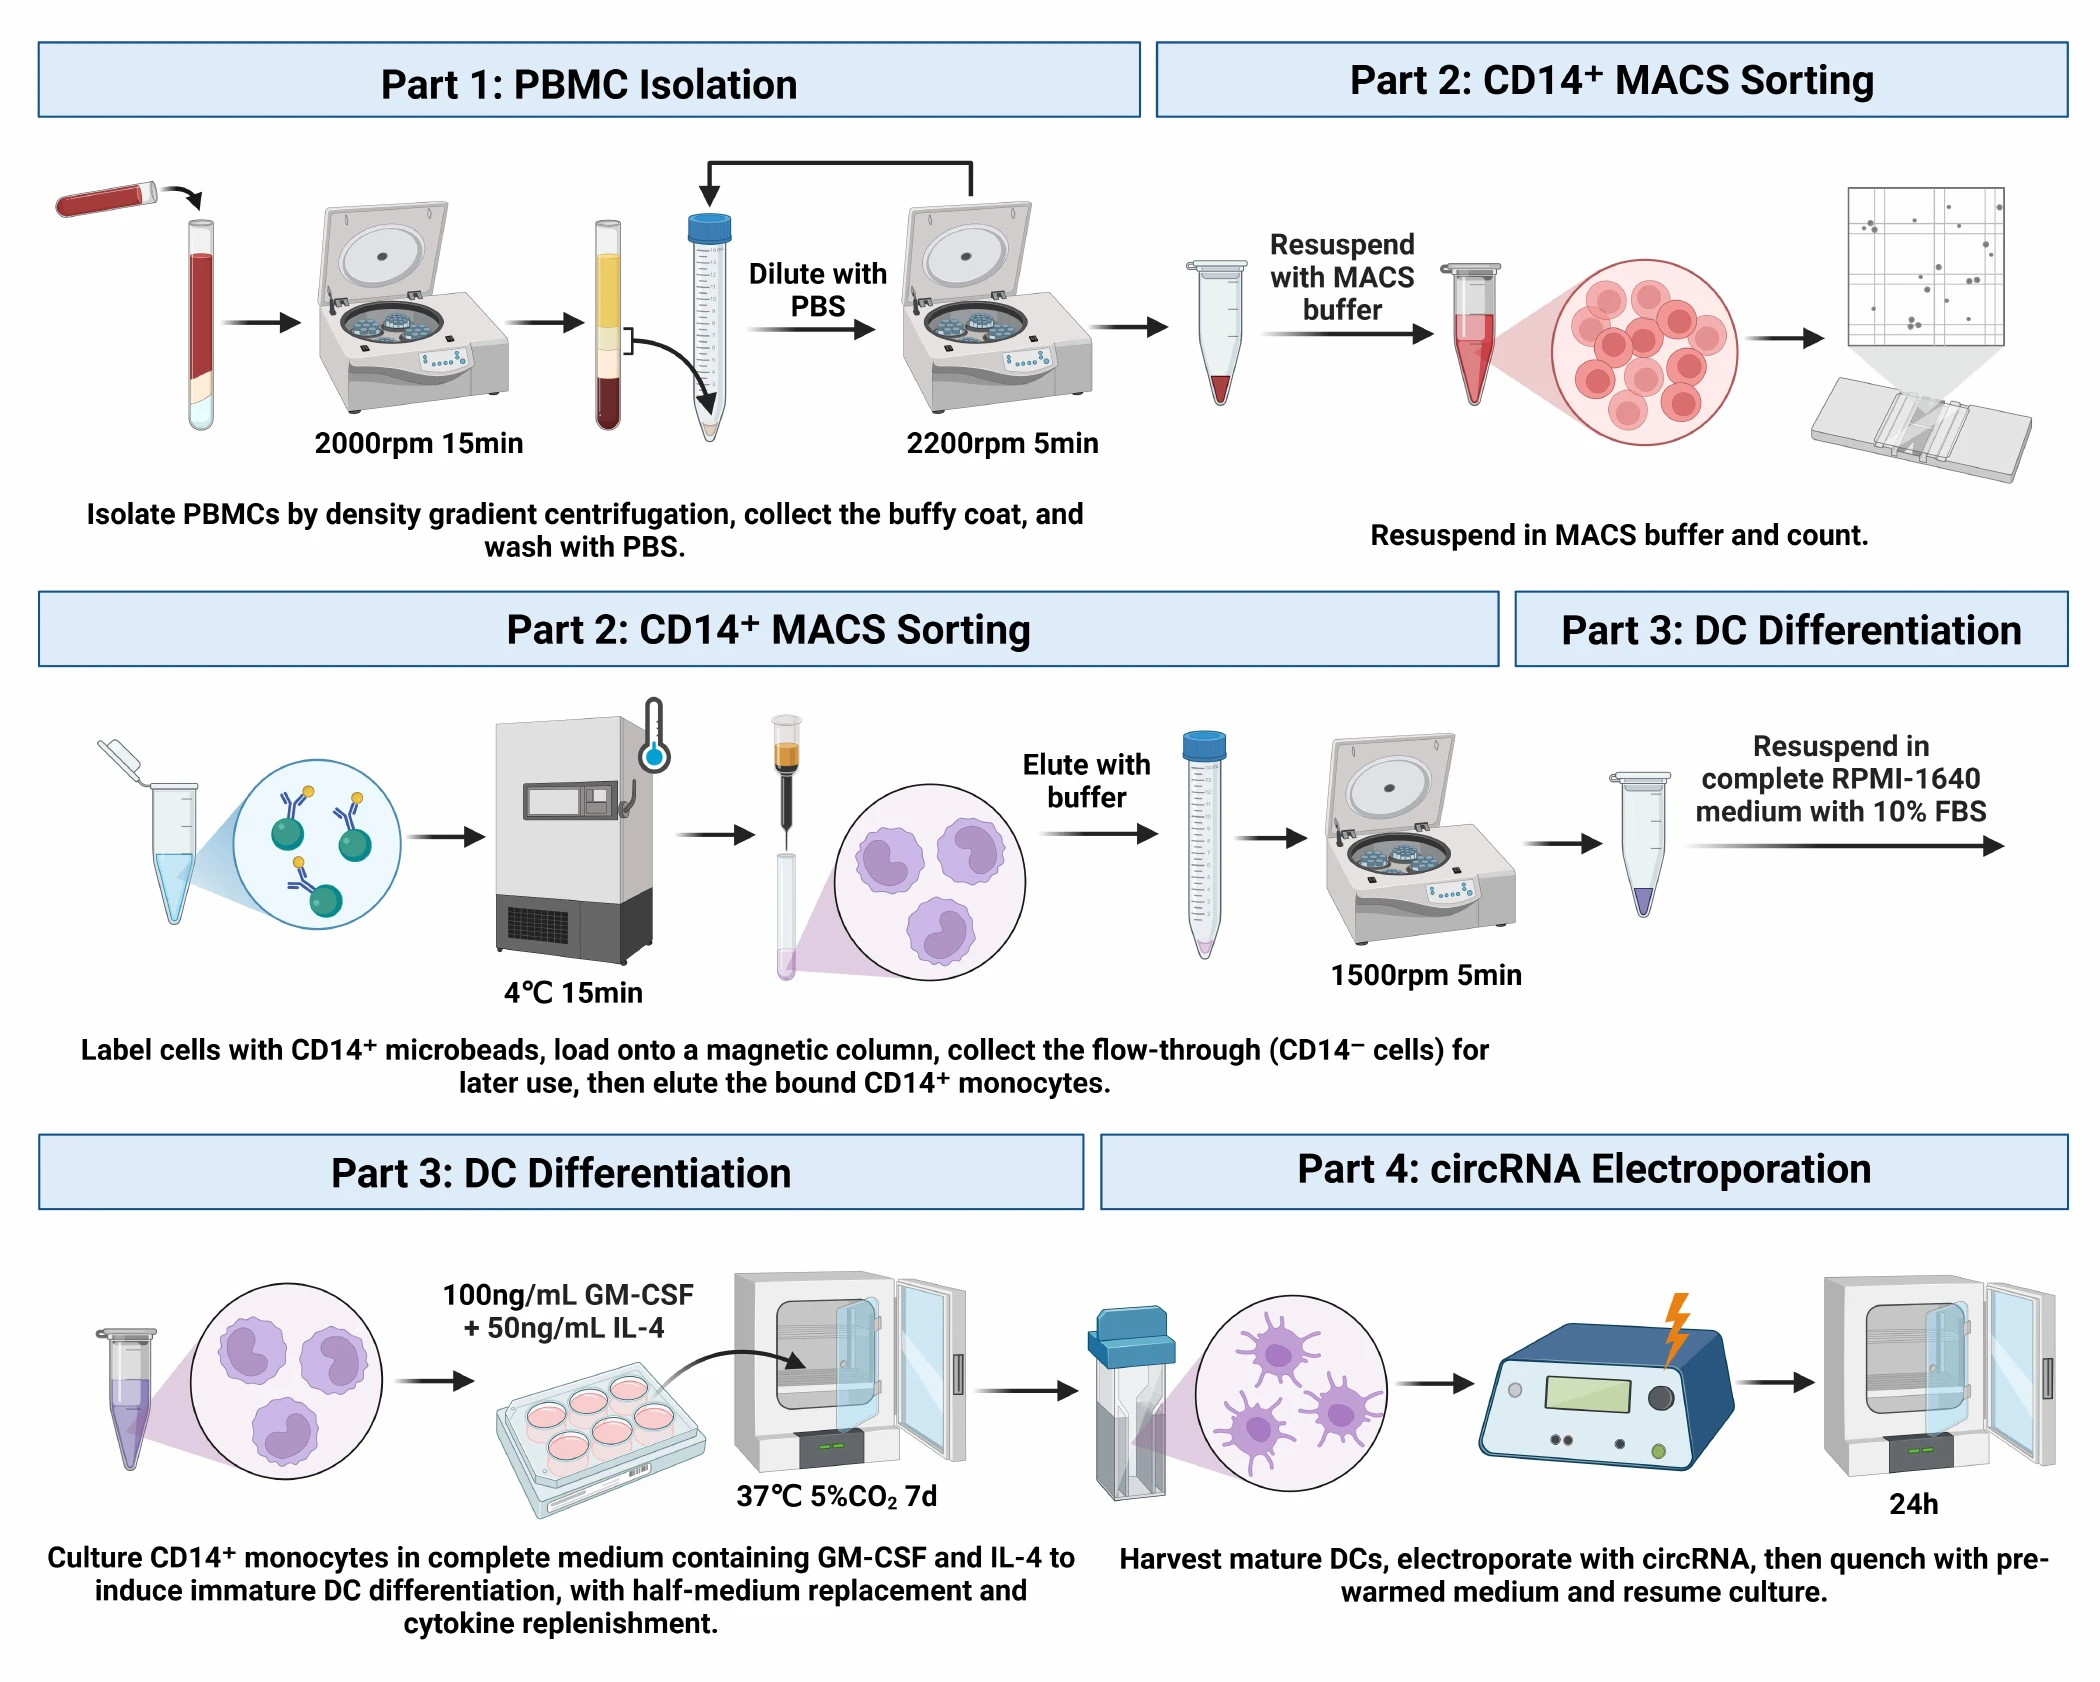 Part 1: PBMC Isolation
Part 2: CD14⁺ MACS Sorting
Dilute with
PBS
Resuspend
with MACS
buffer
2000rpm 15min
2200rpm 5min
Isolate PBMCs by density gradient centrifugation, collect the buffy coat, and
wash with PBS.
Resuspend in MACS buffer and count.
Part 2: CD14⁺ MACS Sorting
Part 3: DC Differentiation
Elute with
buffer
Resuspend in
complete RPMI-1640
medium with 10% FBS
4℃ 15min
1500rpm 5min
Label cells with CD14⁺ microbeads, load onto a magnetic column, collect the flow-through (CD14⁻ cells) for
later use, then elute the bound CD14⁺ monocytes.
Part 3: DC Differentiation
Part 4: circRNA Electroporation
100ng/mL GM-CSF
+ 50ng/mL IL-4
37℃ 5%CO₂ 7d
24h
Culture CD14⁺ monocytes in complete medium containing GM-CSF and IL-4 to
induce immature DC differentiation, with half-medium replacement and
cytokine replenishment.
Harvest mature DCs, electroporate with circRNA, then quench with pre-
warmed medium and resume culture.